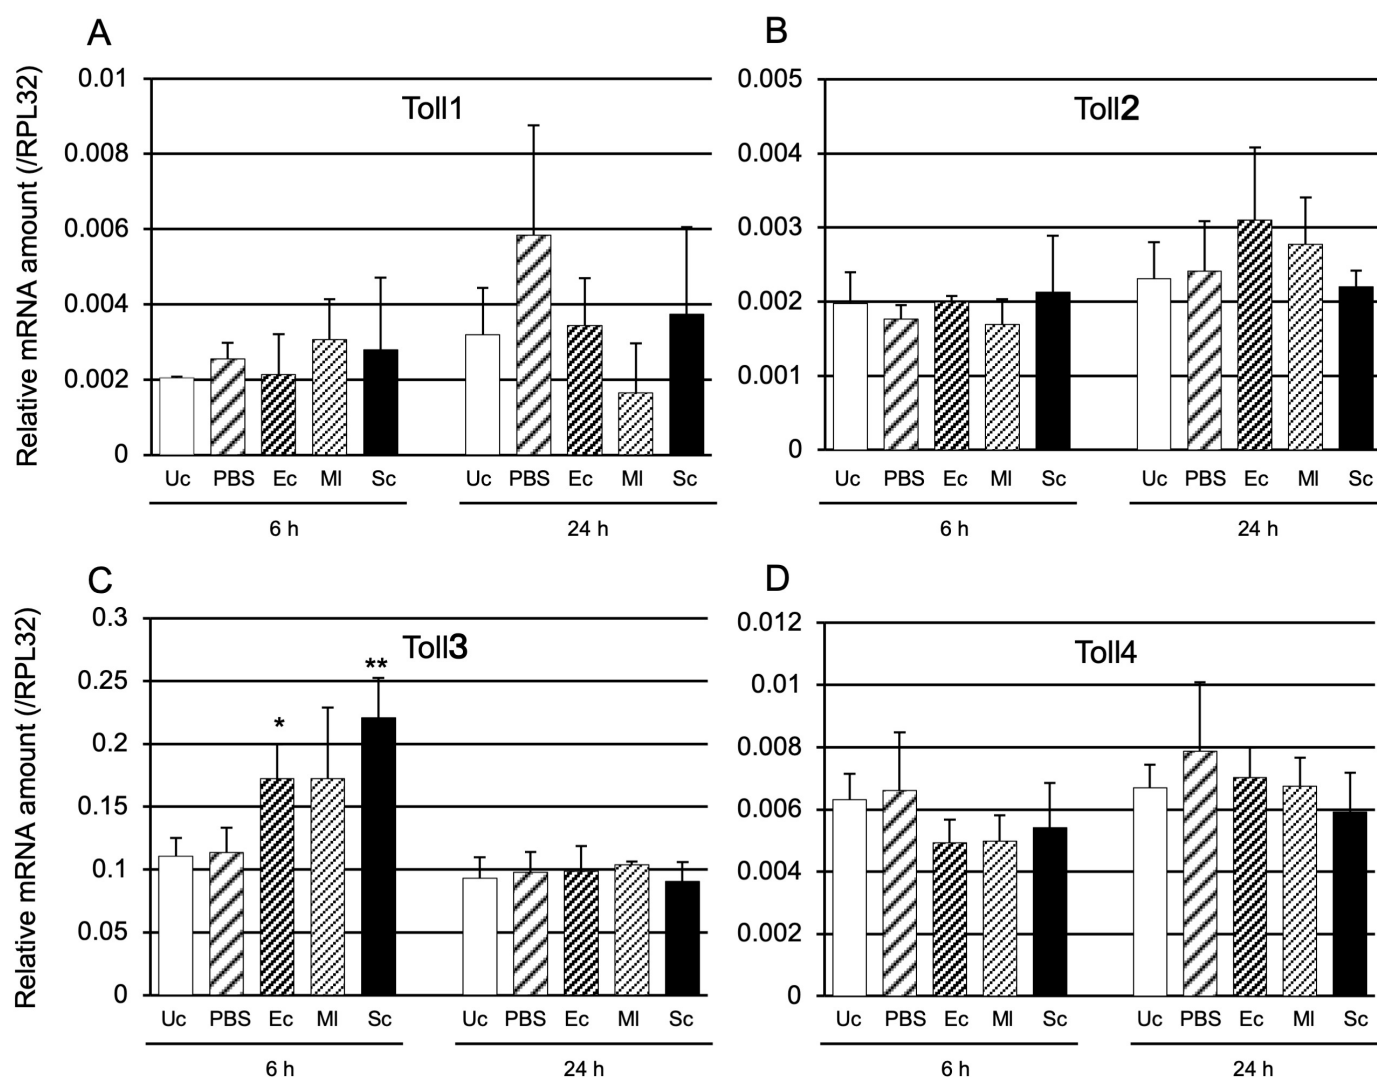 A
Relative mRNA amount (/RPL32)
Toll1
0.01
0.008
0.006
0.004
0.002
0
Uc PBS Ec Ml Sc Uc PBS Ec Ml Sc
6 h 24 h
B
Toll2
0.005
0.004
0.003
0.002
0.001
0
Uc PBS Ec Ml Sc Uc PBS Ec Ml Sc
6 h 24 h
C
Relative mRNA amount (/RPL32)
Toll3
0.3
0.25
0.2
0.15
0.1
0.05
0
* **
Uc PBS Ec Ml Sc Uc PBS Ec Ml Sc
6 h 24 h
D
Toll4
0.012
0.01
0.008
0.006
0.004
0.002
0
Uc PBS Ec Ml Sc Uc PBS Ec Ml Sc
6 h 24 h